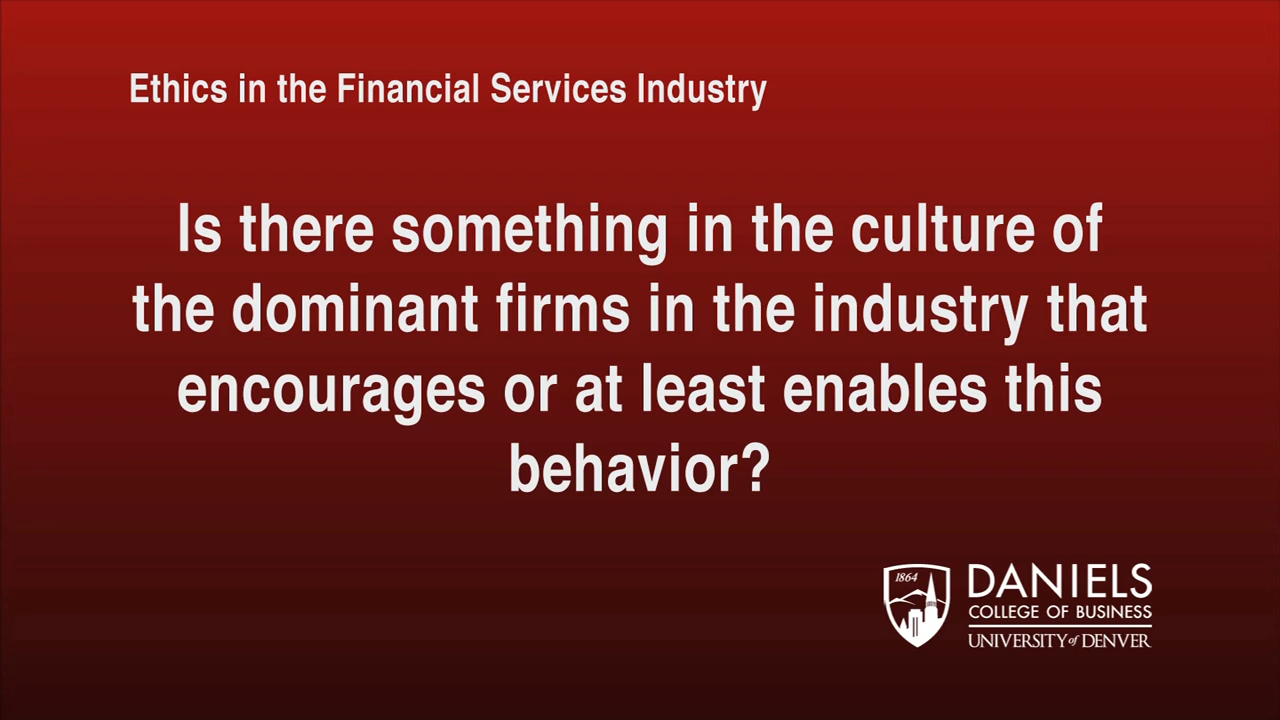 Ethics in the Financial Services Industry
Is there something in the culture of
the dominant firms in the industry that
encourages or at least enables this
behavior?
1864
DANIELS
COLLEGE OF BUSINESS
UNIVERSITY of DENVER